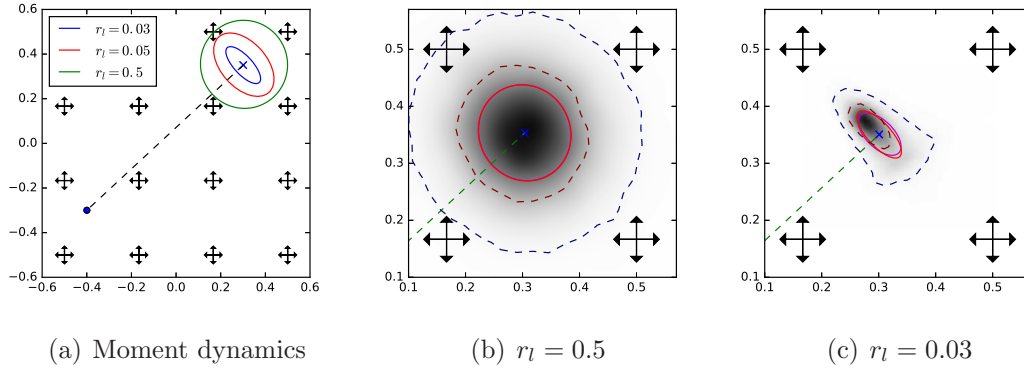 r_l = 0.03
r_l = 0.05
r_l = 0.5
0.6
0.4
0.2
0.0
−0.2
−0.4
−0.6
−0.6 −0.4 −0.2 0.0 0.2 0.4 0.6
0.5
0.4
0.3
0.2
0.1
0.1 0.2 0.3 0.4 0.5
0.5
0.4
0.3
0.2
0.1
0.1 0.2 0.3 0.4 0.5
(a) Moment dynamics
(b) r_l = 0.5
(c) r_l = 0.03